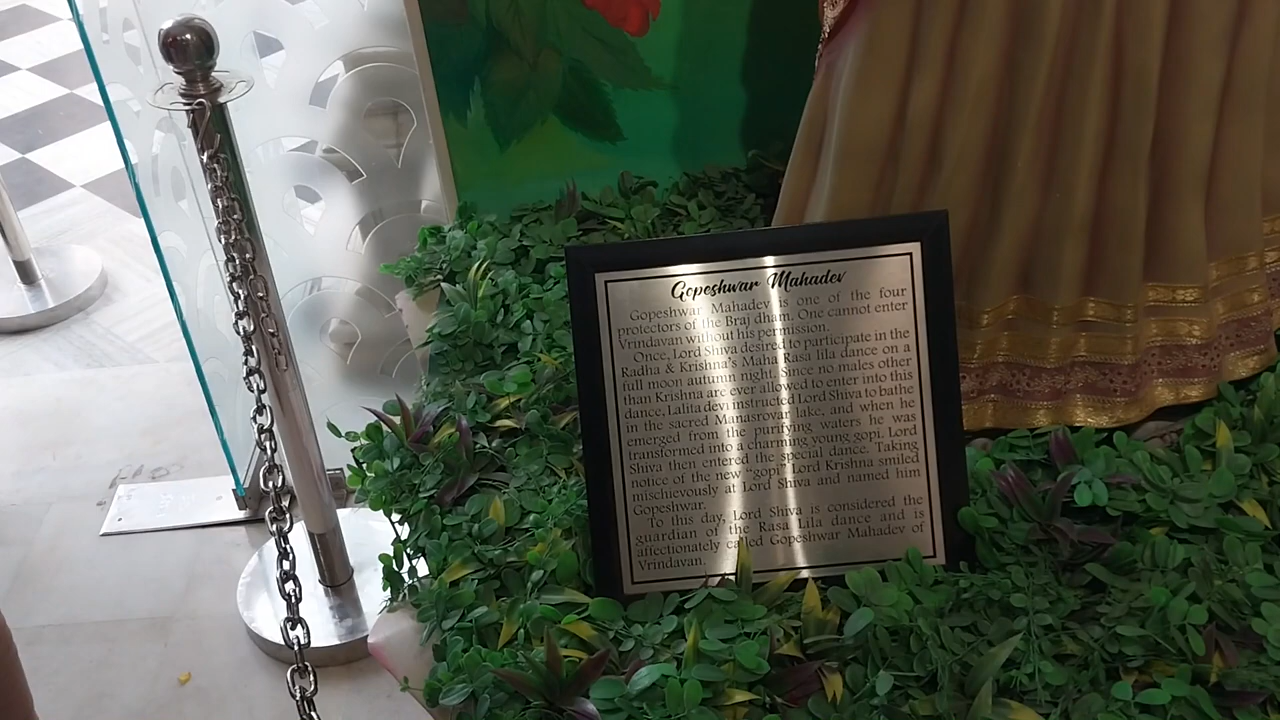 Gopeshwar Mahadev
Gopeshwar Mahadev is one of the four
protectors of the Braj dham. One cannot enter
Vrindavan without his permission.
Once, Lord Shiva desired to participate in the
Radha & Krishna's Maha Rasa lila dance on a
full moon autumn night. Since no males other
than Krishna are ever allowed to enter into this
dance, Lalita devi instructed Lord Shiva to bathe
in the sacred Manasrovar lake, and when he
emerged from the purifying waters he was
transformed into a charming young gopi. Lord
Shiva then entered the special dance. Taking
notice of the new "gopi" Lord Krishna smiled
mischievously at Lord Shiva and named him
Gopeshwar.
To this day, Lord Shiva is considered the
guardian of the Rasa Lila dance and is
affectionately called Gopeshwar Mahadev of
Vrindavan.